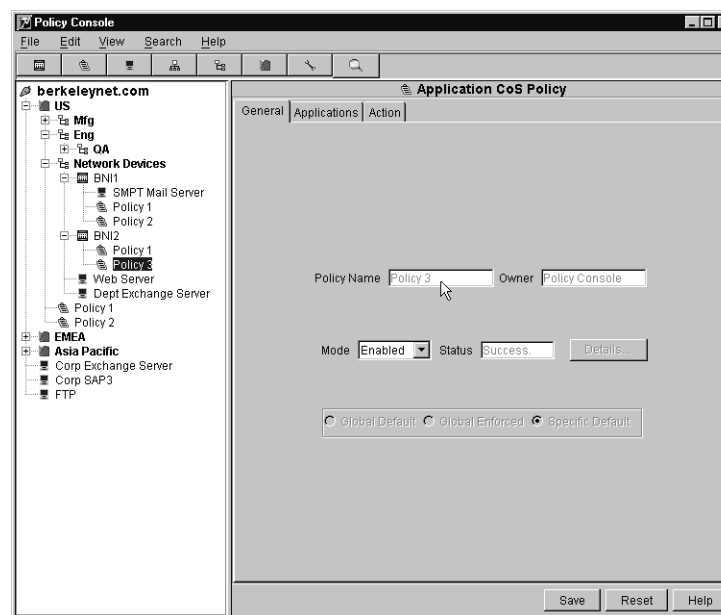 Policy Console
File Edit View Search Help
berkeleynet.com
US
Mfg
Eng
QA
Network Devices
BNI1
SMPT Mail Server
Policy 1
Policy 2
BNI2
Policy 1
Policy 3
Web Server
Dept Exchange Server
Policy 1
Policy 2
EMEA
Asia Pacific
Corp Exchange Server
Corp SAP3
FTP
Application CoS Policy
General Applications Action
Policy Name Policy 3 Owner Policy Console
Mode Enabled Status Success. Details...
Global Default Global Enforced Specific Default
Save Reset Help